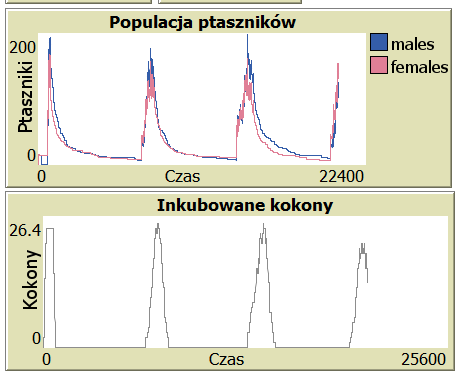 Populacja ptaszników
200
Ptaszniki
0
0
Czas
22400
males
females
Inkubowane kokony
26.4
Kokony
0
0
Czas
25600